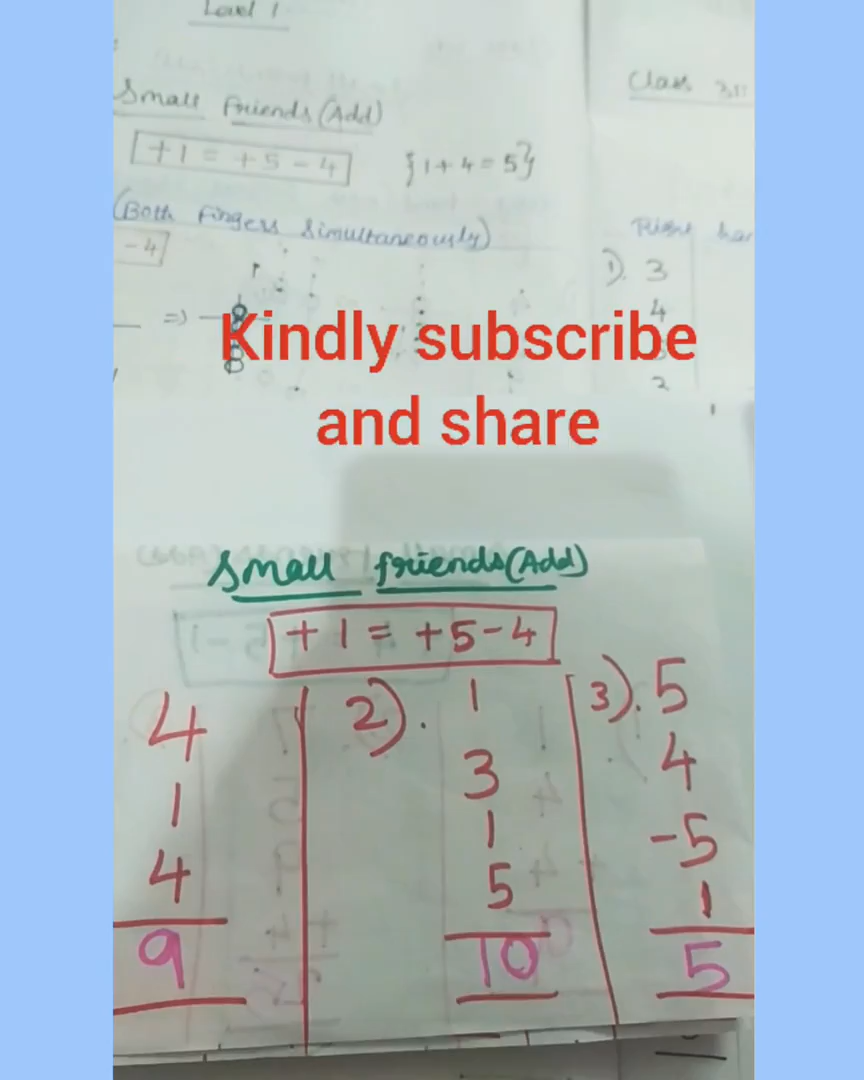 Level 1
Small Friends (Add)
+1 = +5 - 4 {1+4=5}
(Both Fingers Simultaneously)
-4
=>
Class
Right
1). 3
4
2
Kindly subscribe
and share
Small friends (Add)
+1 = +5-4
4
1
4
9
2). 1
3
1
5
10
3). 5
4
-5
1
5